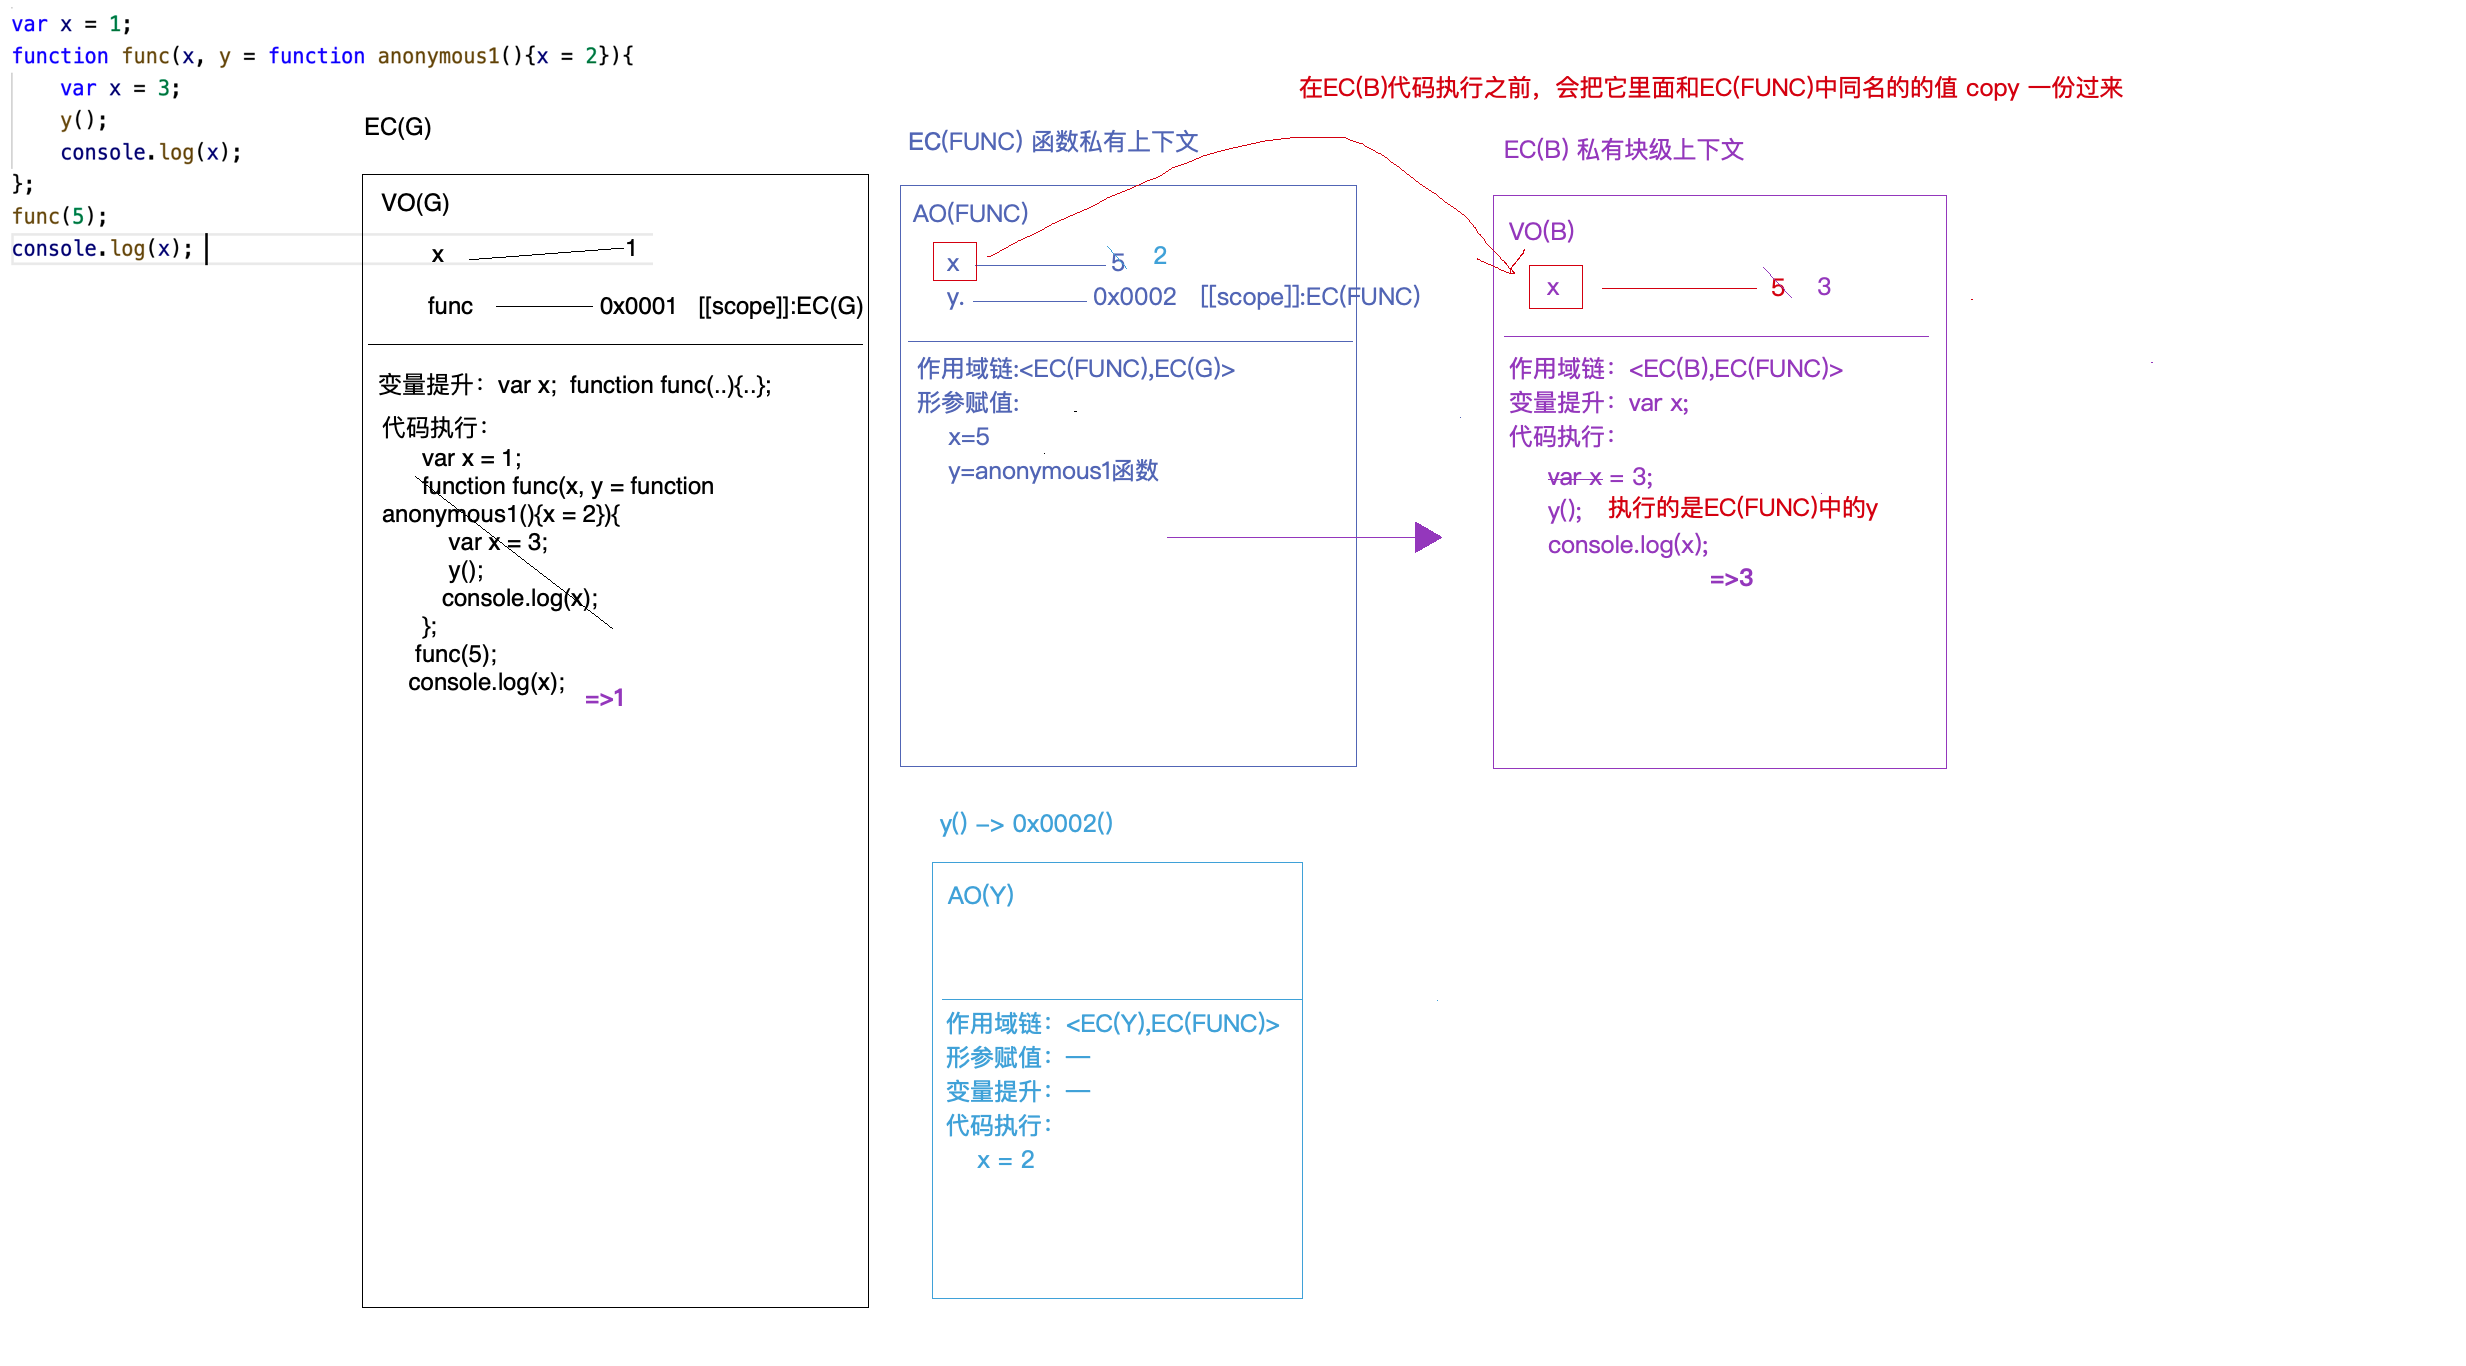 var x = 1;
function func(x, y = function anonymous1(){x = 2}){
    var x = 3;
    y();
    console.log(x);
};
func(5);
console.log(x);
EC(G)
VO(G)
x 1
func 0x0001 [[scope]]:EC(G)
变量提升：var x; function func(..){..};
代码执行：
var x = 1;
function func(x, y = function
anonymous1(){x = 2}){
var x = 3;
y();
console.log(x);
};
func(5);
console.log(x);
=>1
EC(FUNC) 函数私有上下文
AO(FUNC)
x 5 2
y. 0x0002 [[scope]]:EC(FUNC)
作用域链:<EC(FUNC),EC(G)>
形参赋值:
x=5
y=anonymous1函数
在EC(B)代码执行之前，会把它里面和EC(FUNC)中同名的的值 copy 一份过来
EC(B) 私有块级上下文
VO(B)
x 5 3
作用域链：<EC(B),EC(FUNC)>
变量提升：var x;
代码执行：
var x = 3;
y(); 执行的是EC(FUNC)中的y
console.log(x);
=>3
y() –> 0x0002()
AO(Y)
作用域链：<EC(Y),EC(FUNC)>
形参赋值：—
变量提升：—
代码执行：
x = 2